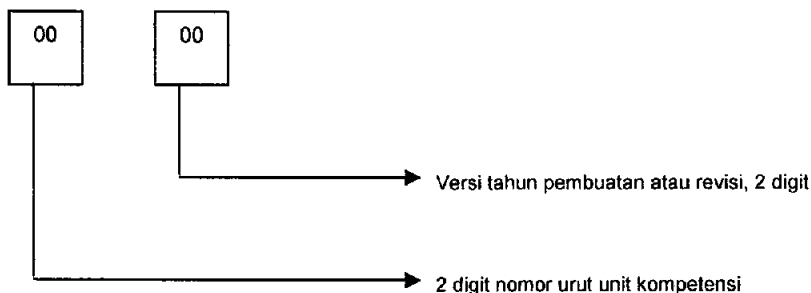 00 00
Versi tahun pembuatan atau revisi, 2 digit
2 digit nomor urut unit kompetensi